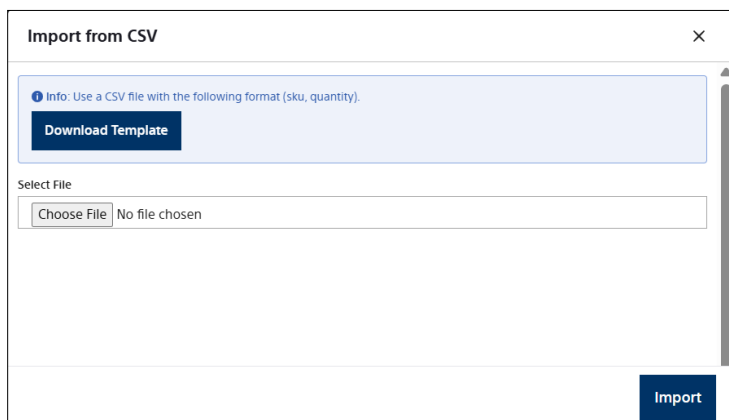 Import from CSV
Info: Use a CSV file with the following format (sku, quantity).
Download Template
Select File
Choose File No file chosen
Import